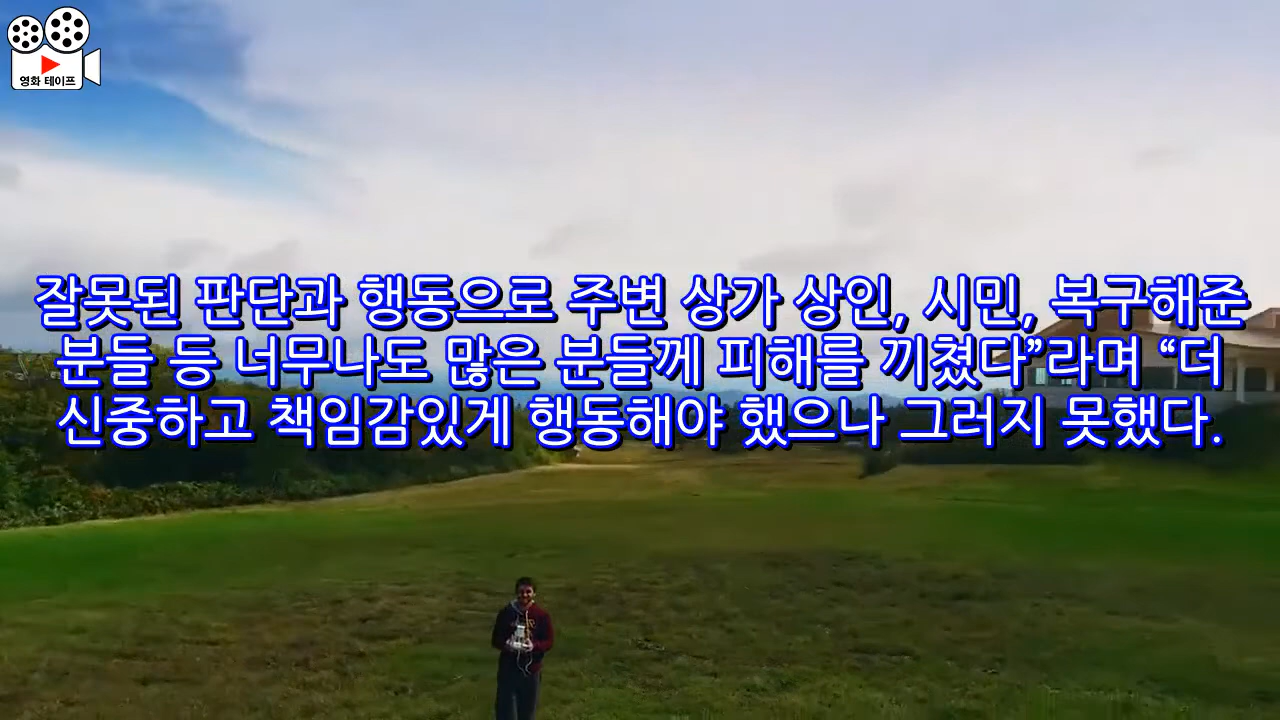 영화 테이프
잘못된 판단과 행동으로 주변 상가 상인, 시민, 복구해준
분들 등 너무나도 많은 분들께 피해를 끼쳤다”라며 “더
신중하고 책임감있게 행동해야 했으나 그러지 못했다.